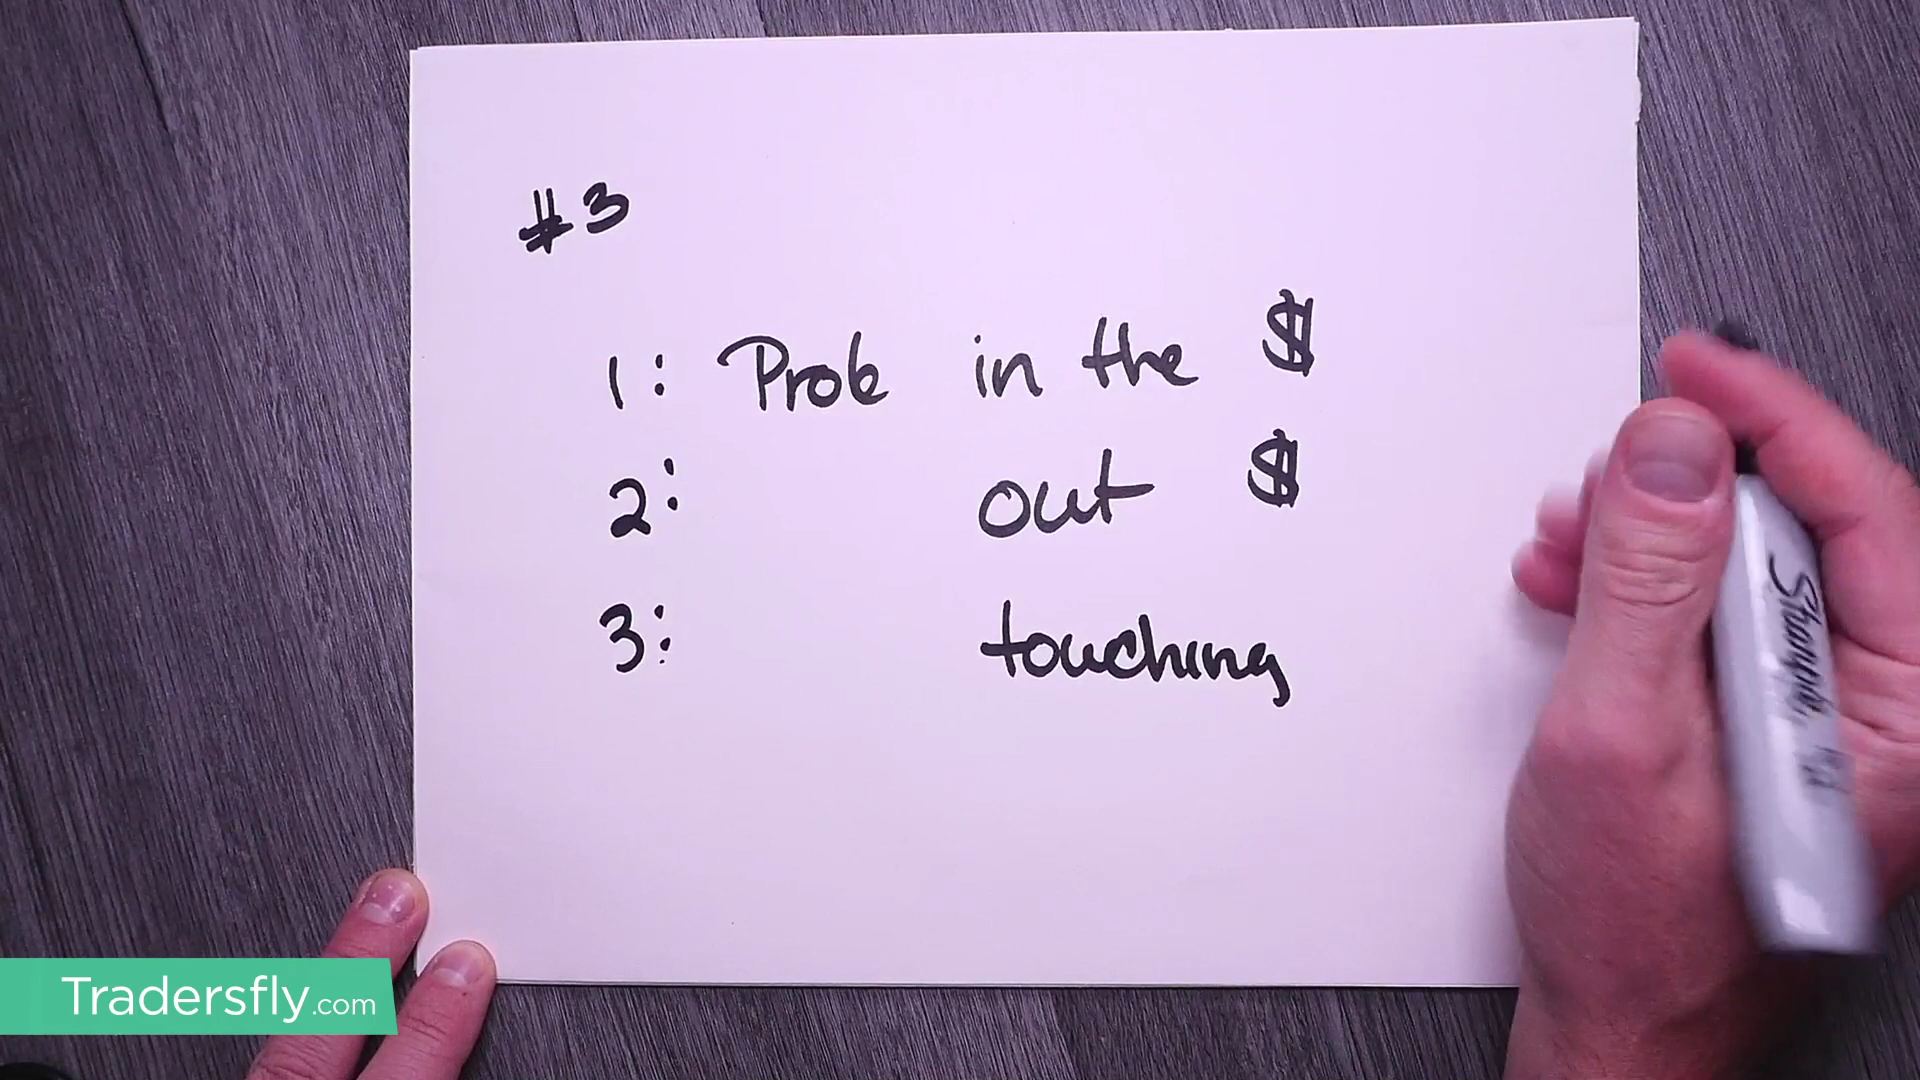 #3
1: Prob in the $
2: out $
3: touching
Sharpie
Tradersfly.com